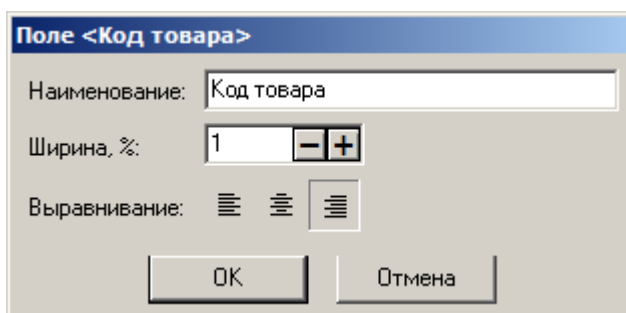 Поле <Код товара>
Наименование: Код товара
Ширина, %: 1
Выравнивание:
OK Отмена